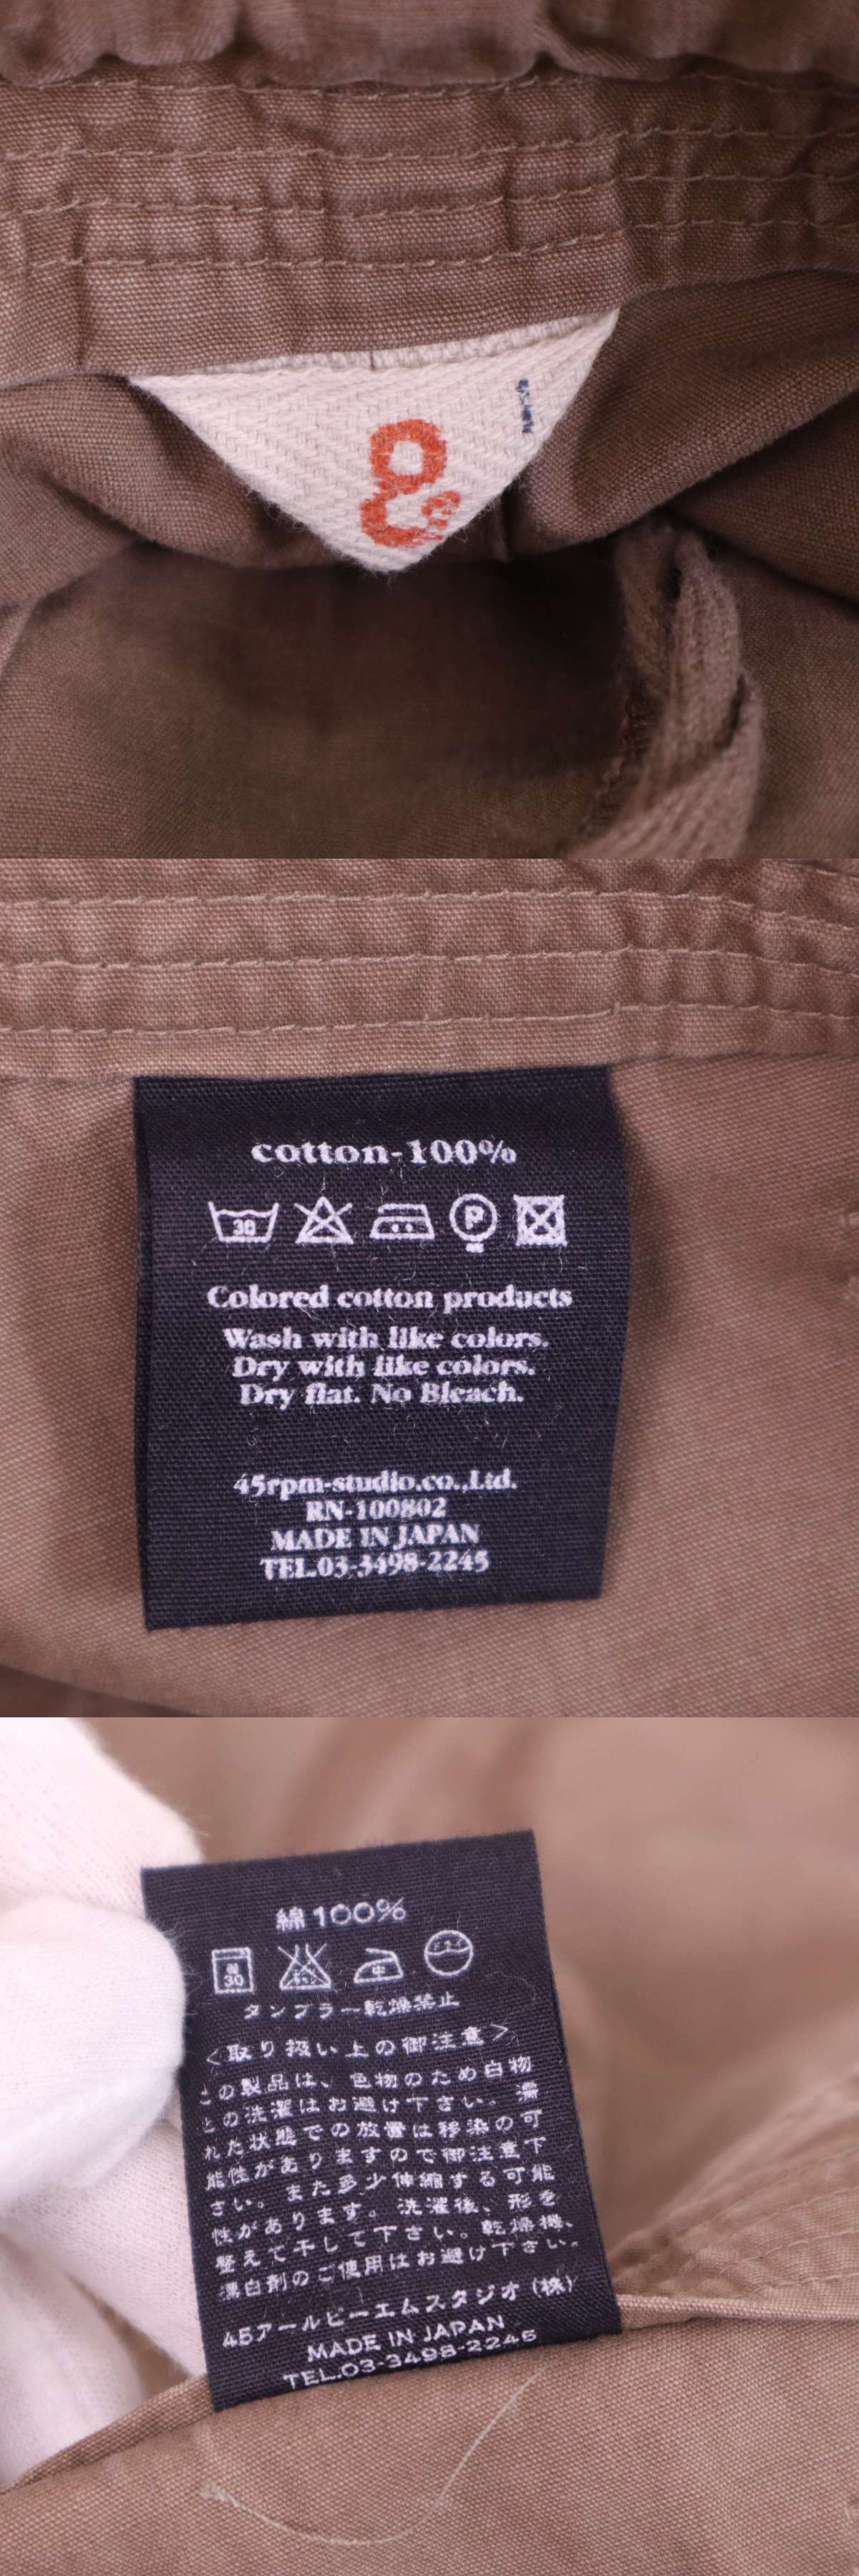 cotton-100%
30 P
Colored cotton products
Wash with like colors.
Dry with like colors.
Dry flat. No Bleach.
45rpm-studio.co.,Ltd.
RN-100802
MADE IN JAPAN
TEL.03-3498-2245
綿100%
30 中 ドライ
タンブラー乾燥禁止
<取り扱い上の御注意>
この製品は、色物のため白物
との洗濯はお避け下さい。濡
れた状態での放置は移染の可
能性がありますので御注意下
さい。また多少伸縮する可能
性があります。洗濯後、形を
整えて干して下さい。乾燥機、
漂白剤のご使用はお避け下さい。
45アールピーエムスタジオ(株)
MADE IN JAPAN
TEL.03-3498-2245